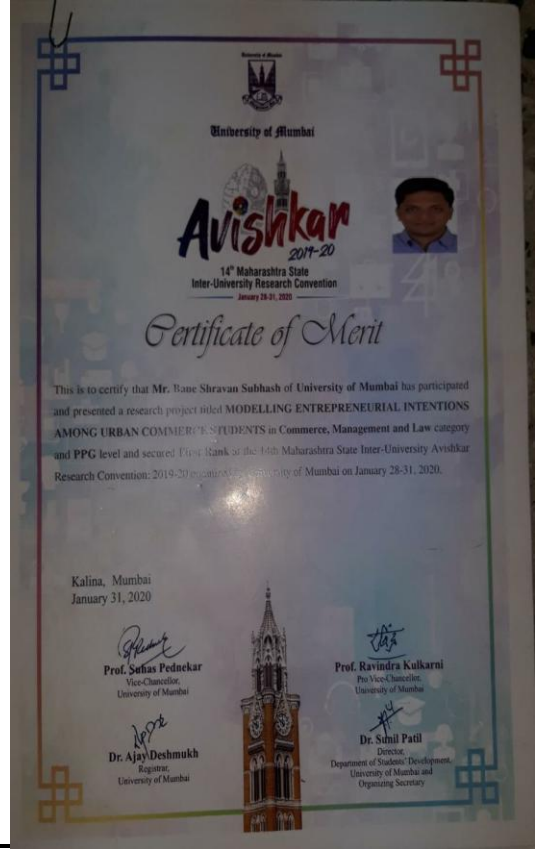 University of Mumbai
University of Mumbai
Avishkar
2019-20
14th Maharashtra State
Inter-University Research Convention
January 28-31, 2020
Certificate of Merit
This is to certify that Mr. Rane Shravan Subhash of University of Mumbai has participated
and presented a research project titled MODELLING ENTREPRENEURIAL INTENTIONS
AMONG URBAN COMMERCE STUDENTS in Commerce, Management and Law category
and PPG level and secured First Rank at the 14th Maharashtra State Inter-University Avishkar
Research Convention: 2019-20 University of Mumbai on January 28-31, 2020.
Kalina, Mumbai
January 31, 2020
Prof. Suhas Pednekar
Vice-Chancellor,
University of Mumbai
Prof. Ravindra Kulkarni
Pro Vice-Chancellor,
University of Mumbai
Dr. Ajay Deshmukh
Registrar,
University of Mumbai
Dr. Sunil Patil
Director,
Department of Students' Development,
University of Mumbai and
Organizing Secretary